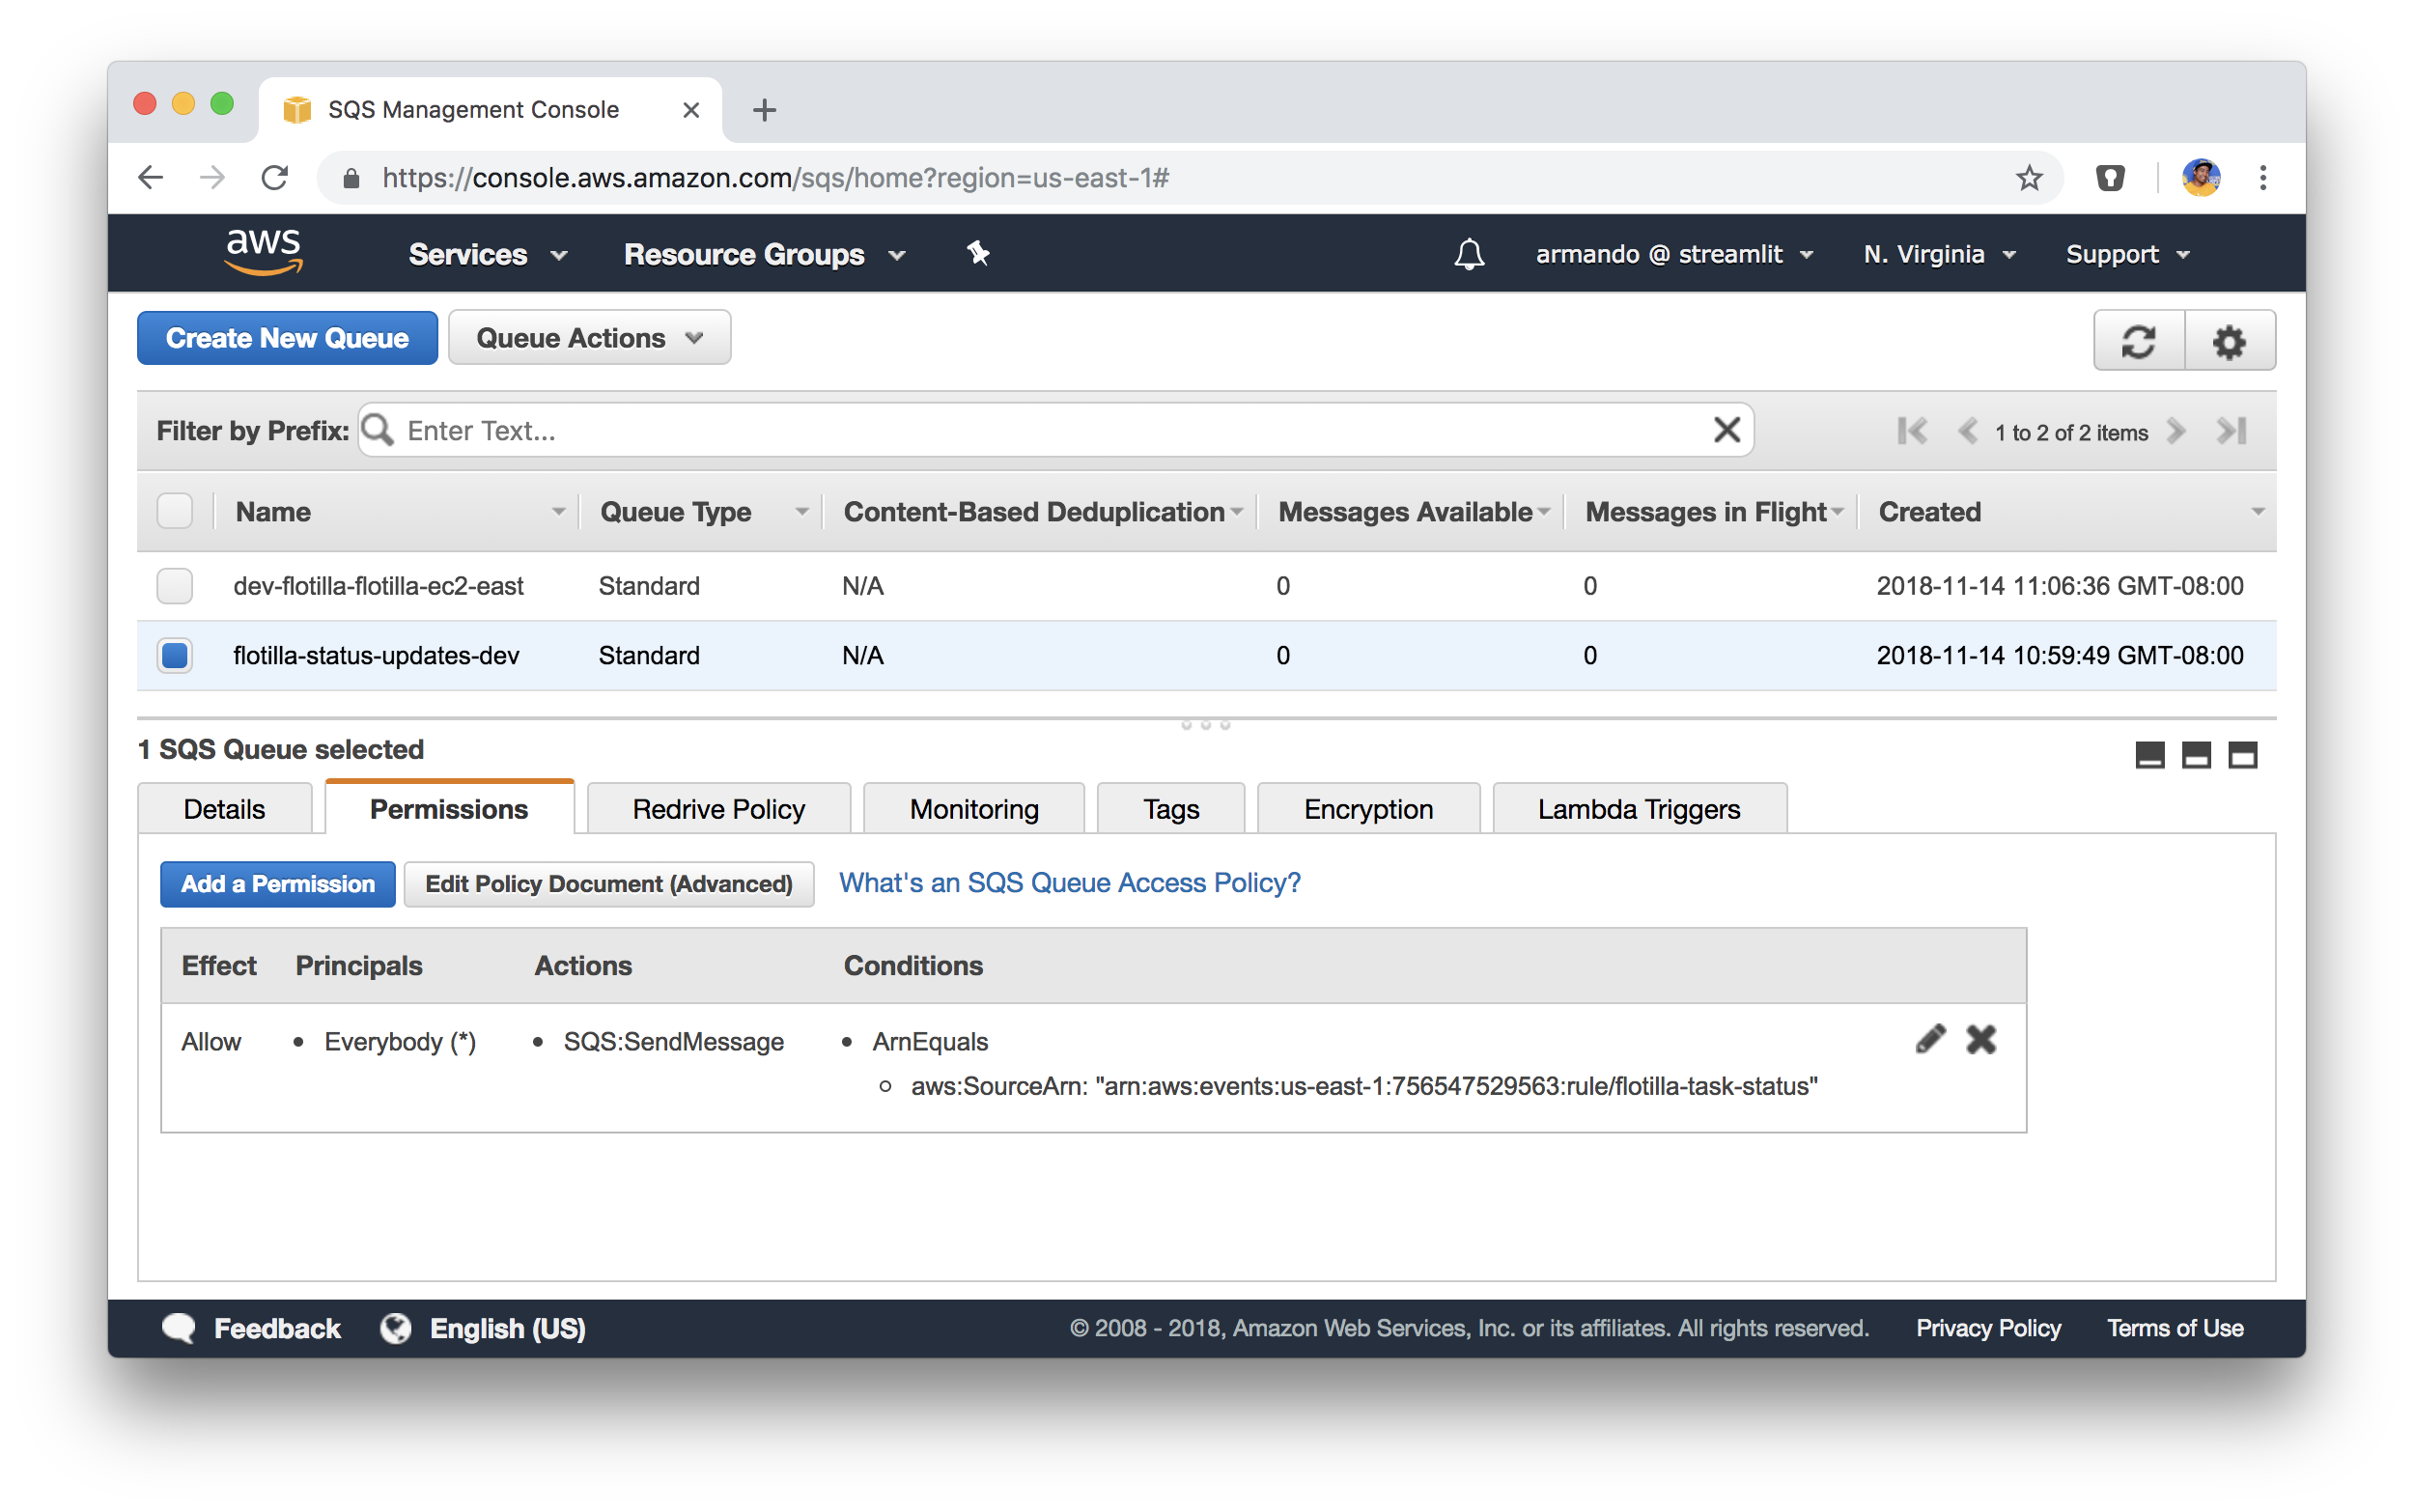 SQS Management Console
https://console.aws.amazon.com/sqs/home?region=us-east-1#
aws Services Resource Groups armando @ streamlit N. Virginia Support
Create New Queue Queue Actions
Filter by Prefix: Enter Text... 1 to 2 of 2 items
Name Queue Type Content-Based Deduplication Messages Available Messages in Flight Created
dev-flotilla-flotilla-ec2-east Standard N/A 0 0 2018-11-14 11:06:36 GMT-08:00
flotilla-status-updates-dev Standard N/A 0 0 2018-11-14 10:59:49 GMT-08:00
1 SQS Queue selected
Details Permissions Redrive Policy Monitoring Tags Encryption Lambda Triggers
Add a Permission Edit Policy Document (Advanced) What's an SQS Queue Access Policy?
Effect Principals Actions Conditions
Allow • Everybody (*) • SQS:SendMessage • ArnEquals
○ aws:SourceArn: "arn:aws:events:us-east-1:756547529563:rule/flotilla-task-status"
Feedback English (US) © 2008 - 2018, Amazon Web Services, Inc. or its affiliates. All rights reserved. Privacy Policy Terms of Use